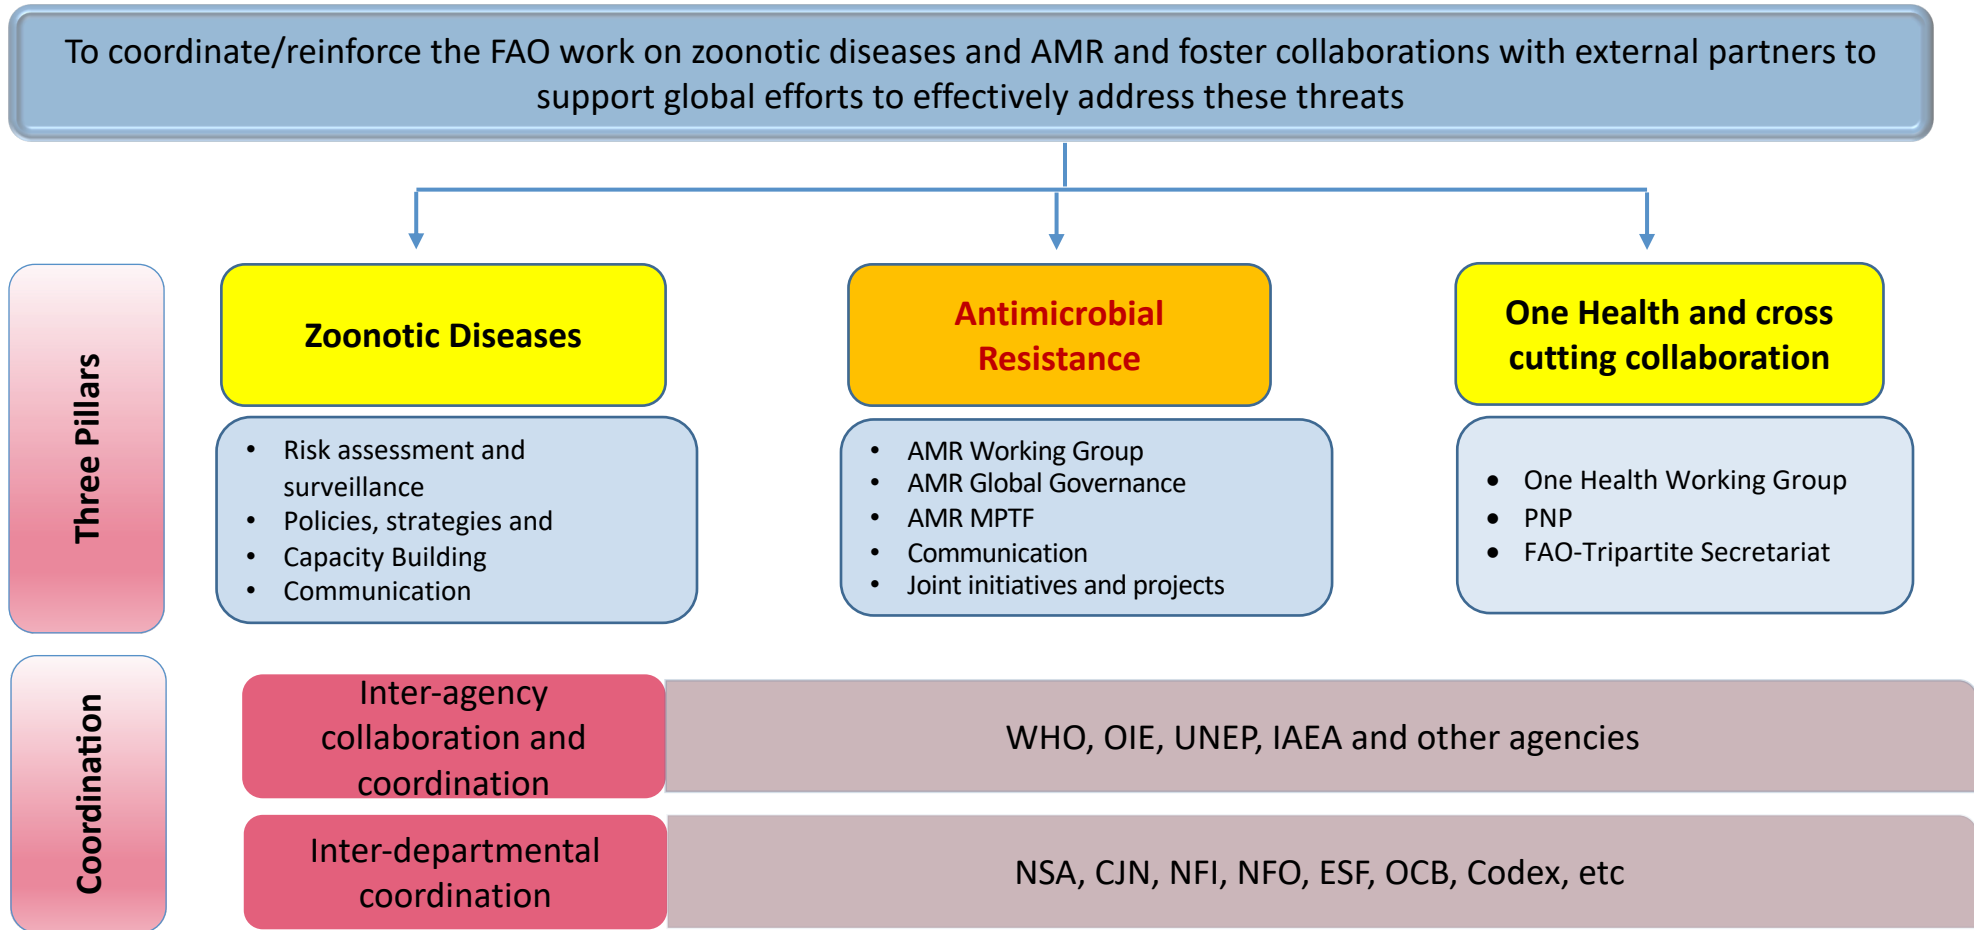 To coordinate/reinforce the FAO work on zoonotic diseases and AMR and foster collaborations with external partners to
support global efforts to effectively address these threats
Three Pillars
Zoonotic Diseases
• Risk assessment and
surveillance
• Policies, strategies and
• Capacity Building
• Communication
Antimicrobial
Resistance
• AMR Working Group
• AMR Global Governance
• AMR MPTF
• Communication
• Joint initiatives and projects
One Health and cross
cutting collaboration
• One Health Working Group
• PNP
• FAO-Tripartite Secretariat
Coordination
Inter-agency
collaboration and
coordination
WHO, OIE, UNEP, IAEA and other agencies
Inter-departmental
coordination
NSA, CJN, NFI, NFO, ESF, OCB, Codex, etc